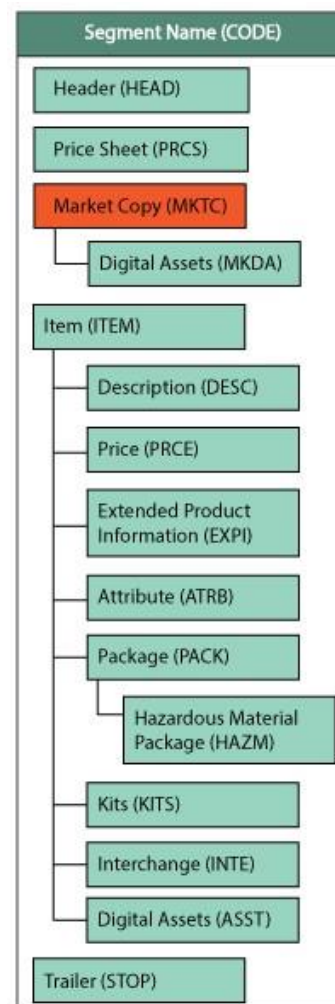 Segment Name (CODE)
Header (HEAD)
Price Sheet (PRCS)
Market Copy (MKTC)
Digital Assets (MKDA)
Item (ITEM)
Description (DESC)
Price (PRCE)
Extended Product
Information (EXPI)
Attribute (ATRB)
Package (PACK)
Hazardous Material
Package (HAZM)
Kits (KITS)
Interchange (INTE)
Digital Assets (ASST)
Trailer (STOP)